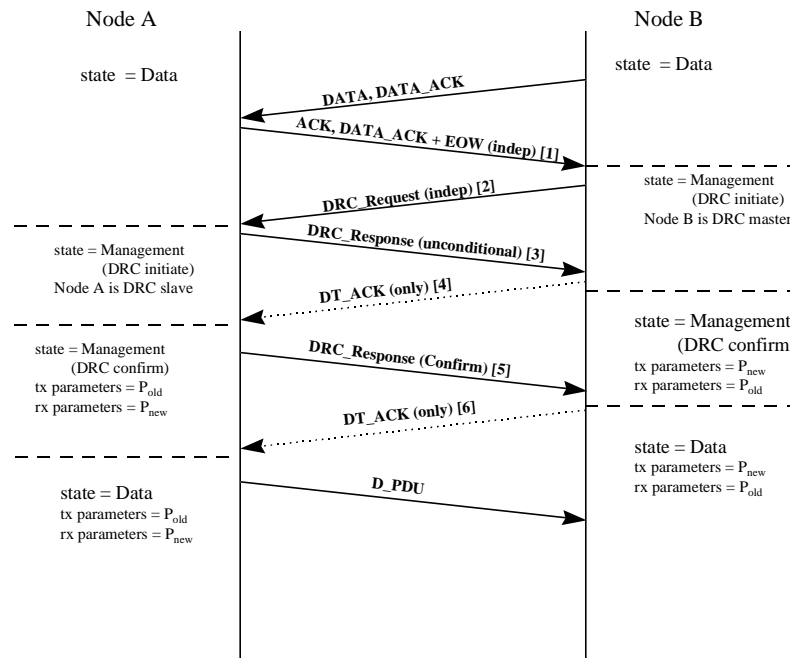 Node A
Node B
state = Data
state = Data
DATA, DATA_ACK
ACK, DATA_ACK + EOW (indep) [1]
state = Management
(DRC initiate)
Node B is DRC master
DRC_Request (indep) [2]
DRC_Response (unconditional) [3]
state = Management
(DRC initiate)
Node A is DRC slave
DT_ACK (only) [4]
state = Management
(DRC confirm)
tx parameters = Pnew
rx parameters = Pold
state = Management
(DRC confirm)
tx parameters = Pold
rx parameters = Pnew
DRC_Response (Confirm) [5]
DT_ACK (only) [6]
state = Data
tx parameters = Pnew
rx parameters = Pold
D_PDU
state = Data
tx parameters = Pold
rx parameters = Pnew